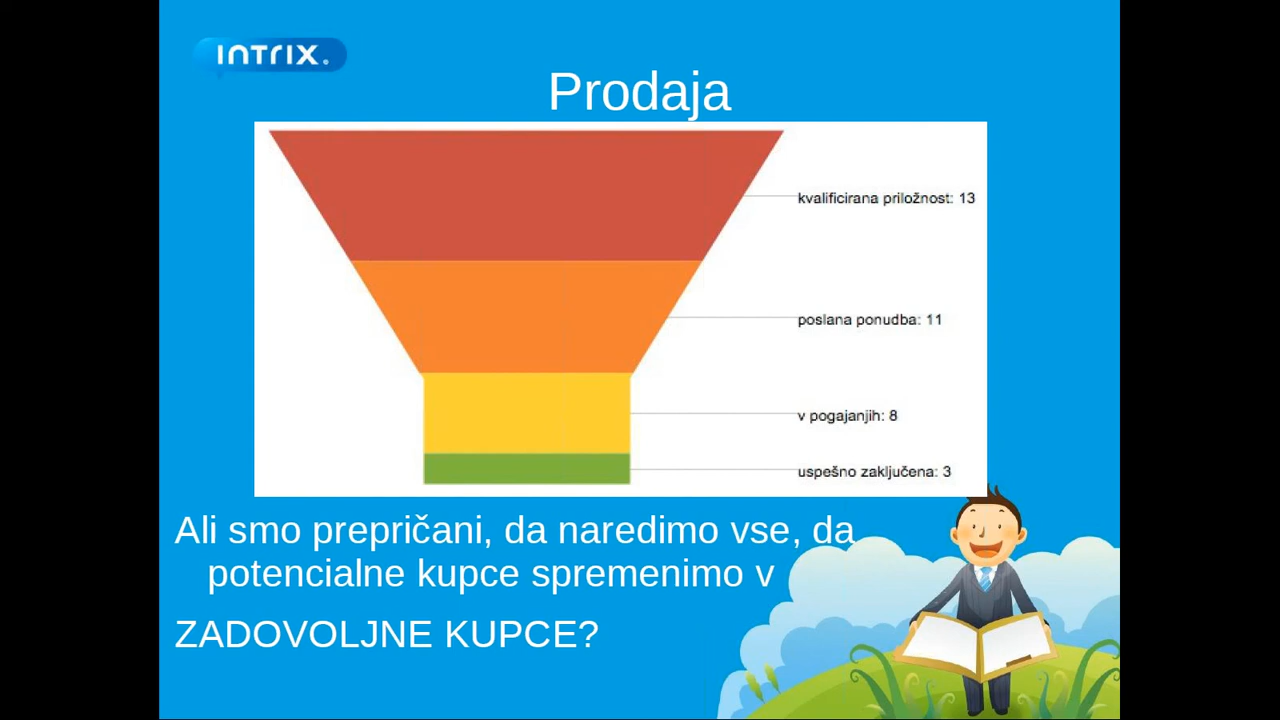 INTRIX.
Prodaja
kvalificirana priložnost: 13
poslana ponudba: 11
v pogajanjih: 8
uspešno zaključena: 3
Ali smo prepričani, da naredimo vse, da
potencialne kupce spremenimo v
ZADOVOLJNE KUPCE?